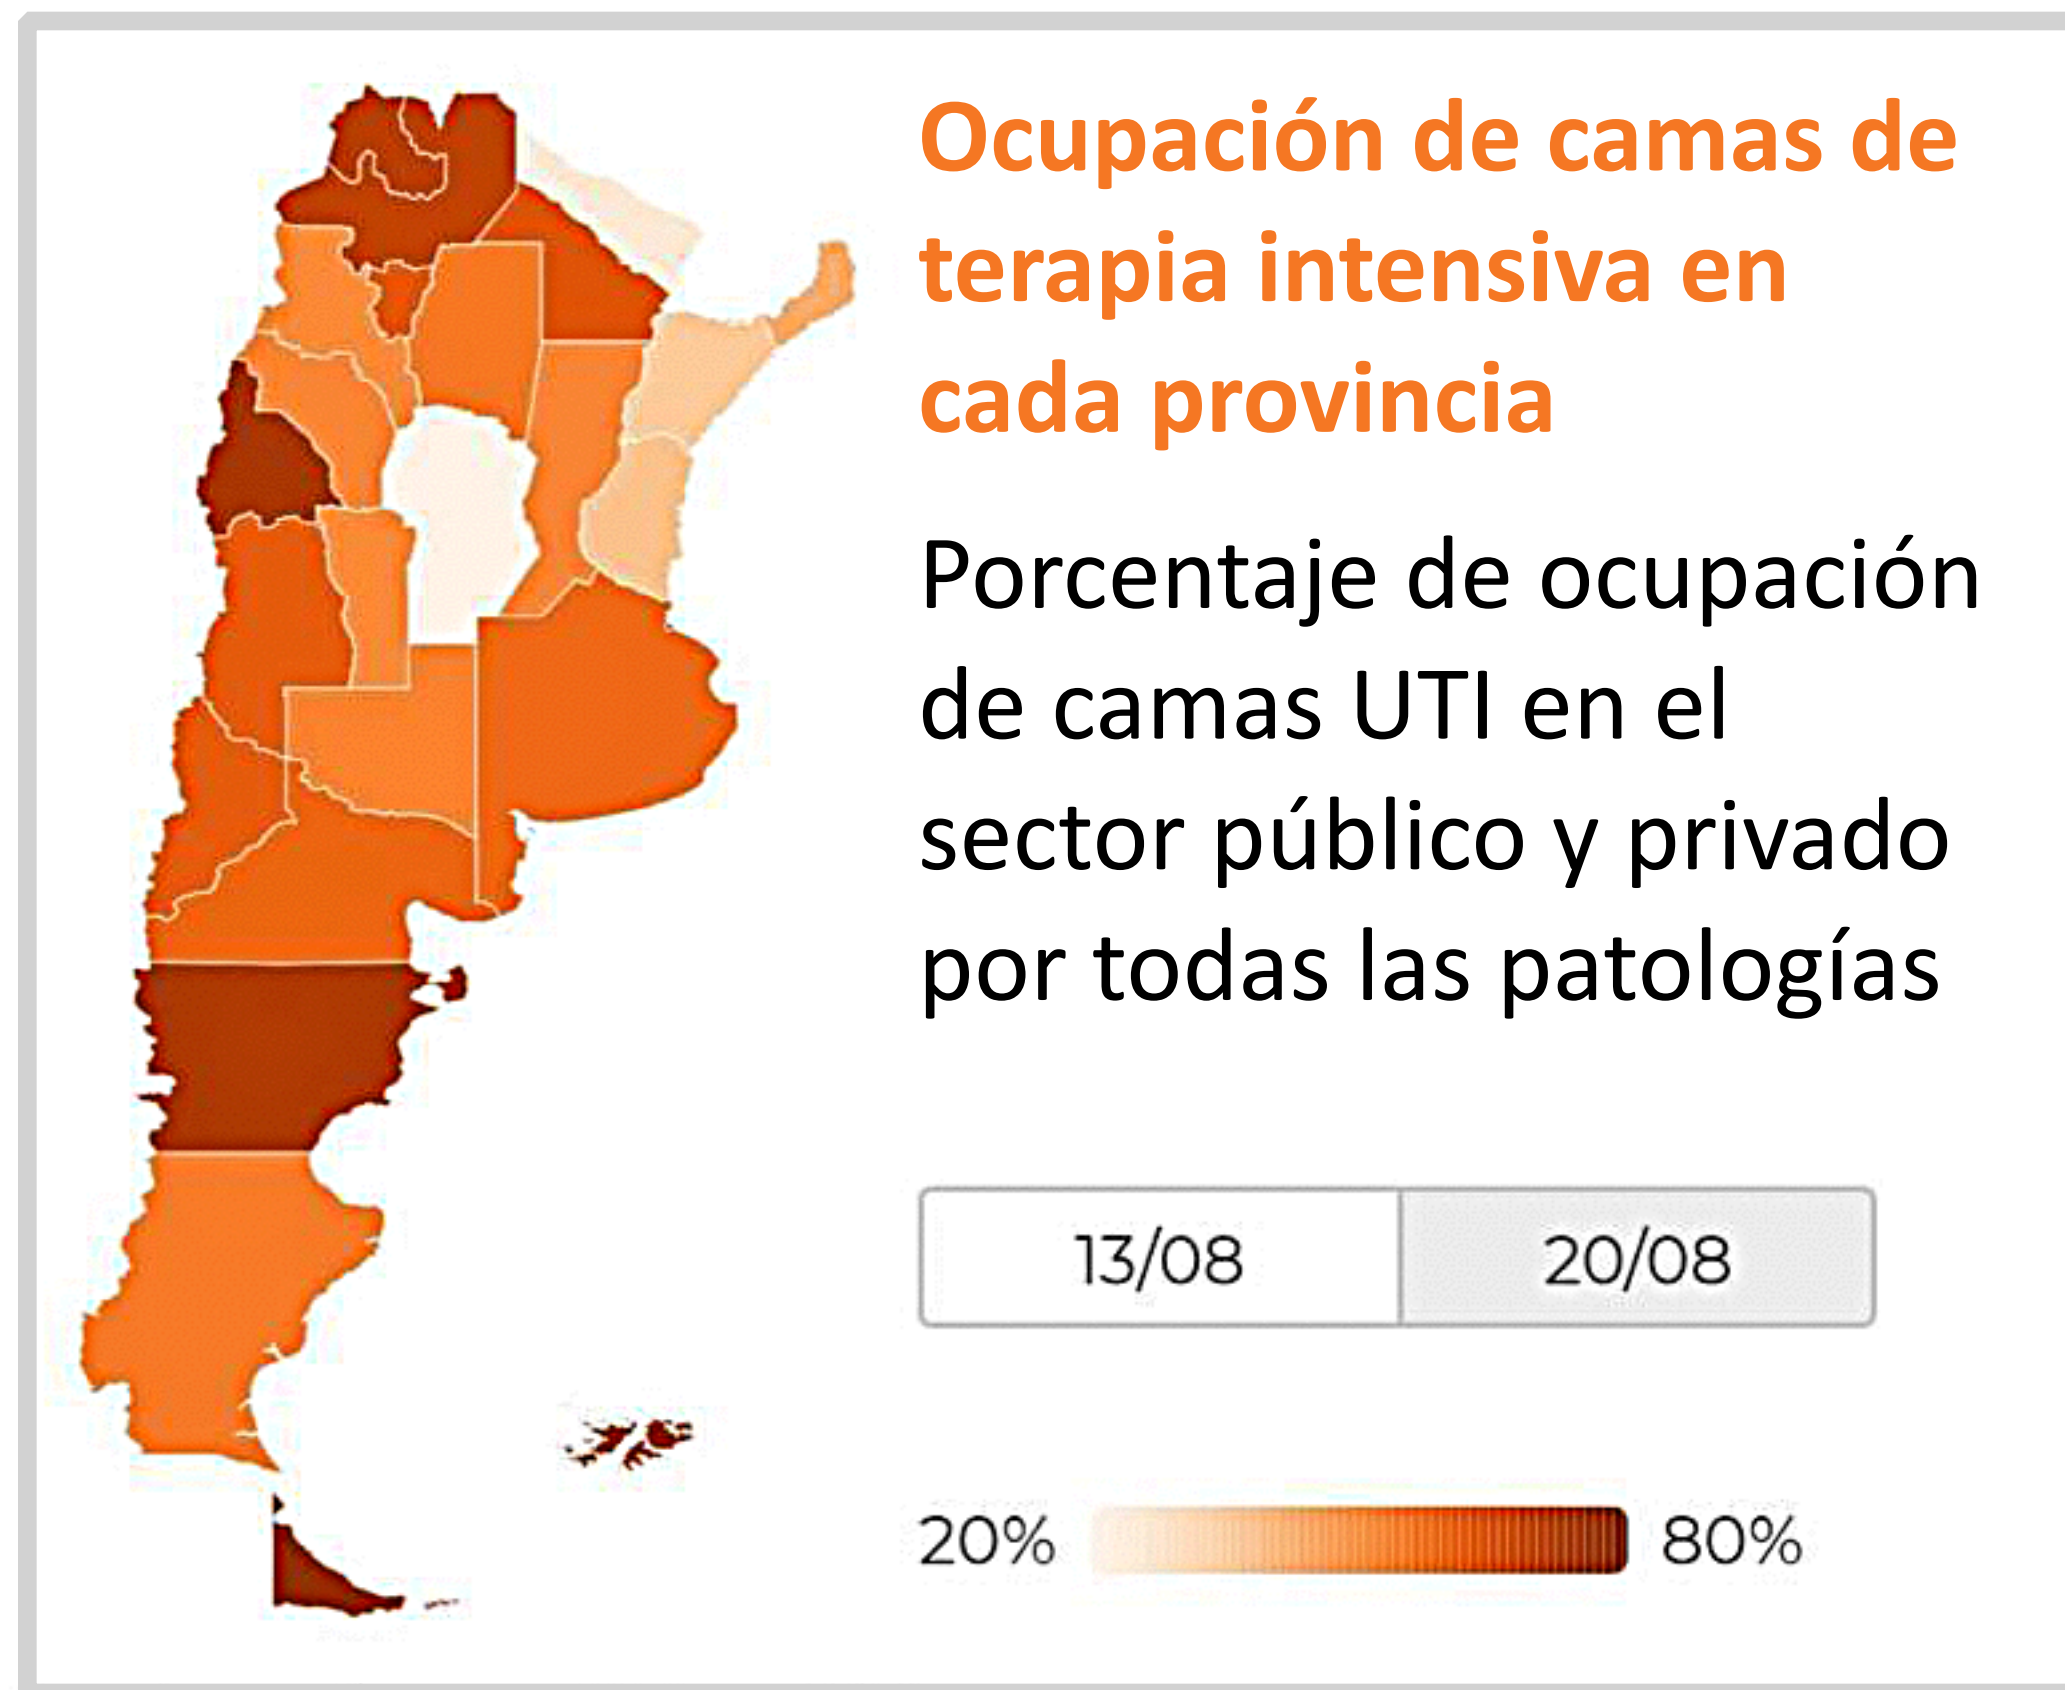 Ocupación de camas de
terapia intensiva en
cada provincia
Porcentaje de ocupación
de camas UTI en el
sector público y privado
por todas las patologías
13/08
20/08
20%
80%